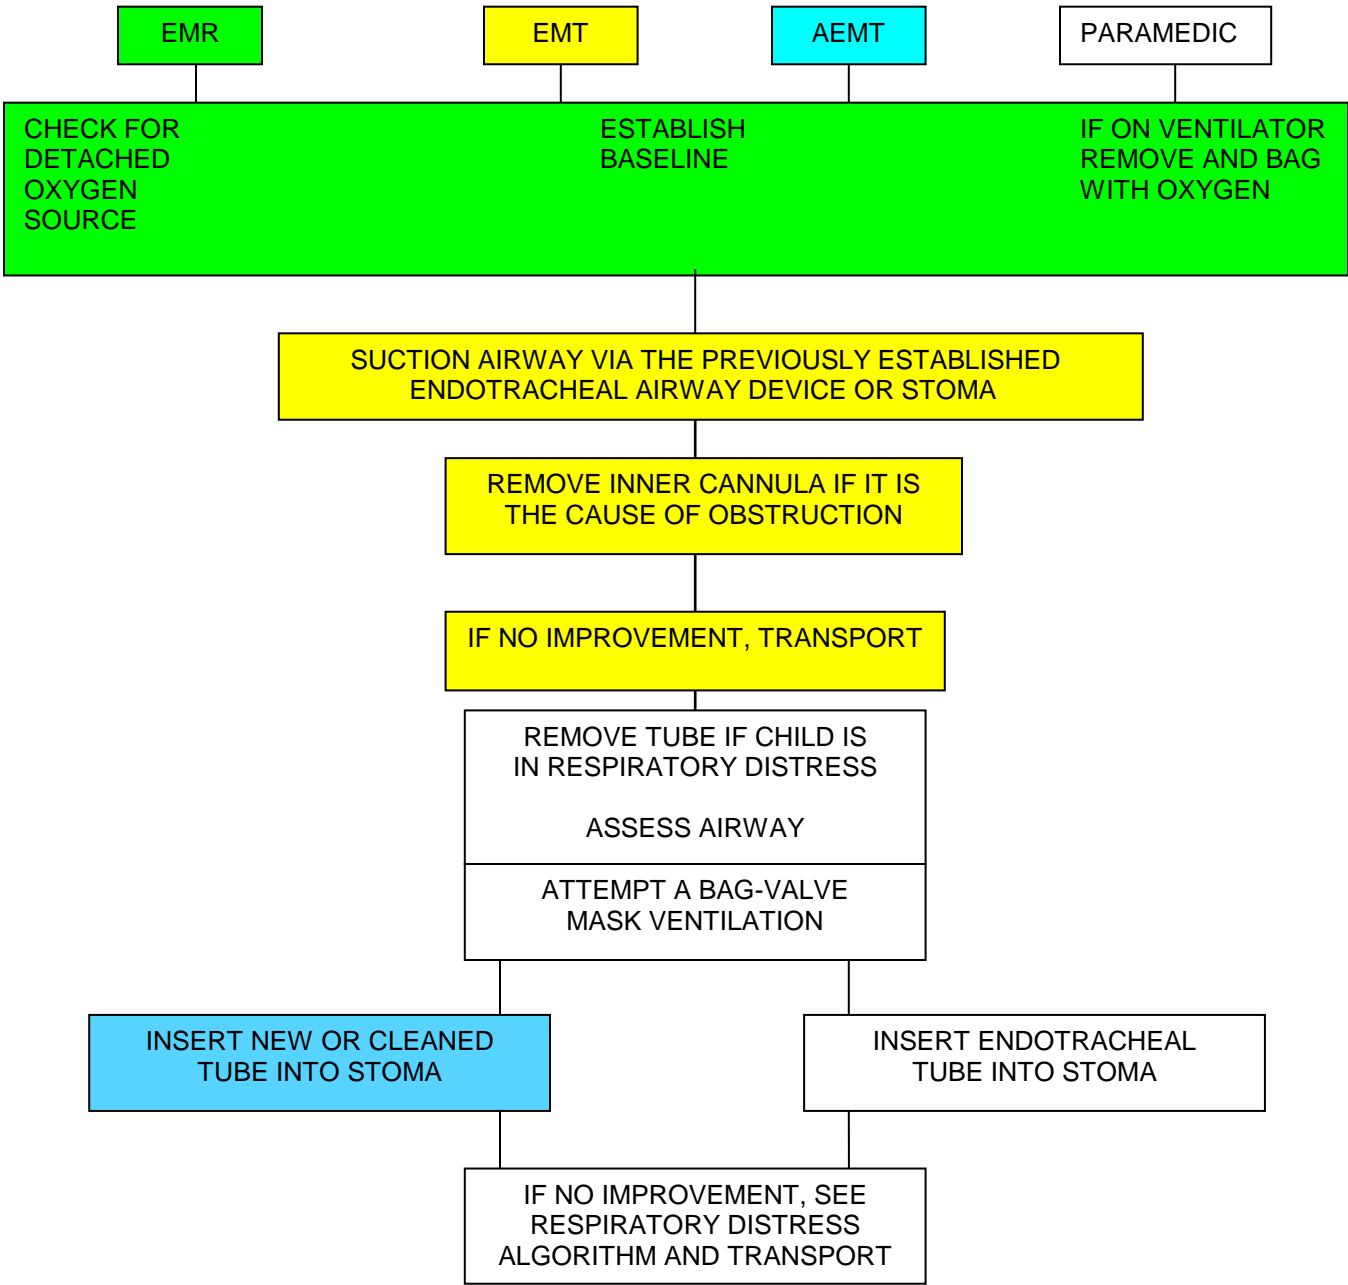 EMR
EMT
AEMT
PARAMEDIC
CHECK FOR
DETACHED
OXYGEN
SOURCE
ESTABLISH
BASELINE
IF ON VENTILATOR
REMOVE AND BAG
WITH OXYGEN
SUCTION AIRWAY VIA THE PREVIOUSLY ESTABLISHED
ENDOTRACHEAL AIRWAY DEVICE OR STOMA
REMOVE INNER CANNULA IF IT IS
THE CAUSE OF OBSTRUCTION
IF NO IMPROVEMENT, TRANSPORT
REMOVE TUBE IF CHILD IS
IN RESPIRATORY DISTRESS
ASSESS AIRWAY
ATTEMPT A BAG-VALVE
MASK VENTILATION
INSERT NEW OR CLEANED
TUBE INTO STOMA
INSERT ENDOTRACHEAL
TUBE INTO STOMA
IF NO IMPROVEMENT, SEE
RESPIRATORY DISTRESS
ALGORITHM AND TRANSPORT